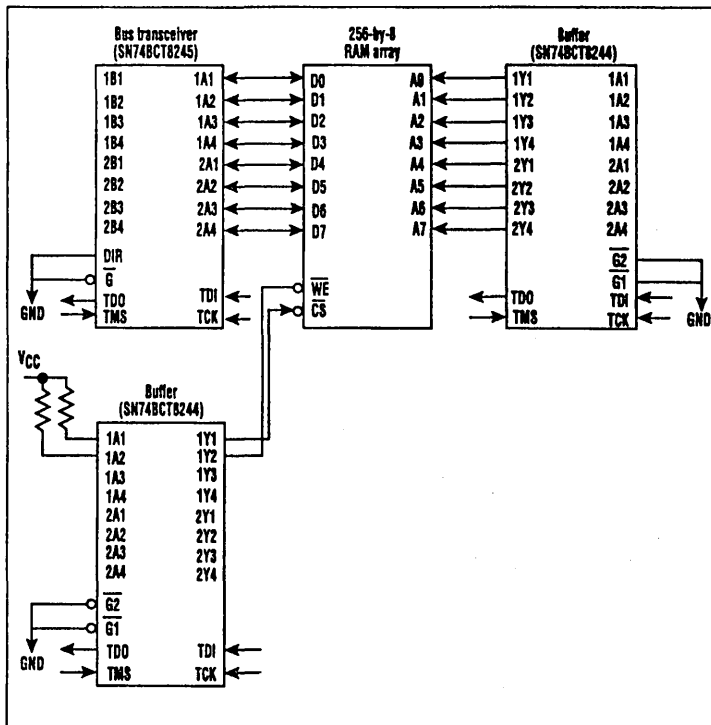 Bus transceiver
(SN74BCT8245)
1B1 1A1
1B2 1A2
1B3 1A3
1B4 1A4
2B1 2A1
2B2 2A2
2B3 2A3
2B4 2A4
DIR
G
TDO TDI
TMS TCK
GND
256-by-8
RAM array
D0 A0
D1 A1
D2 A2
D3 A3
D4 A4
D5 A5
D6 A6
D7 A7
WE
CS
Buffer
(SN74BCT8244)
1Y1 1A1
1Y2 1A2
1Y3 1A3
1Y4 1A4
2Y1 2A1
2Y2 2A2
2Y3 2A3
2Y4 2A4
G2
G1
TDO TDI
TMS TCK
GND
VCC
Buffer
(SN74BCT8244)
1A1 1Y1
1A2 1Y2
1A3 1Y3
1A4 1Y4
2A1 2Y1
2A2 2Y2
2A3 2Y3
2A4 2Y4
G2
G1
TDO TDI
TMS TCK
GND